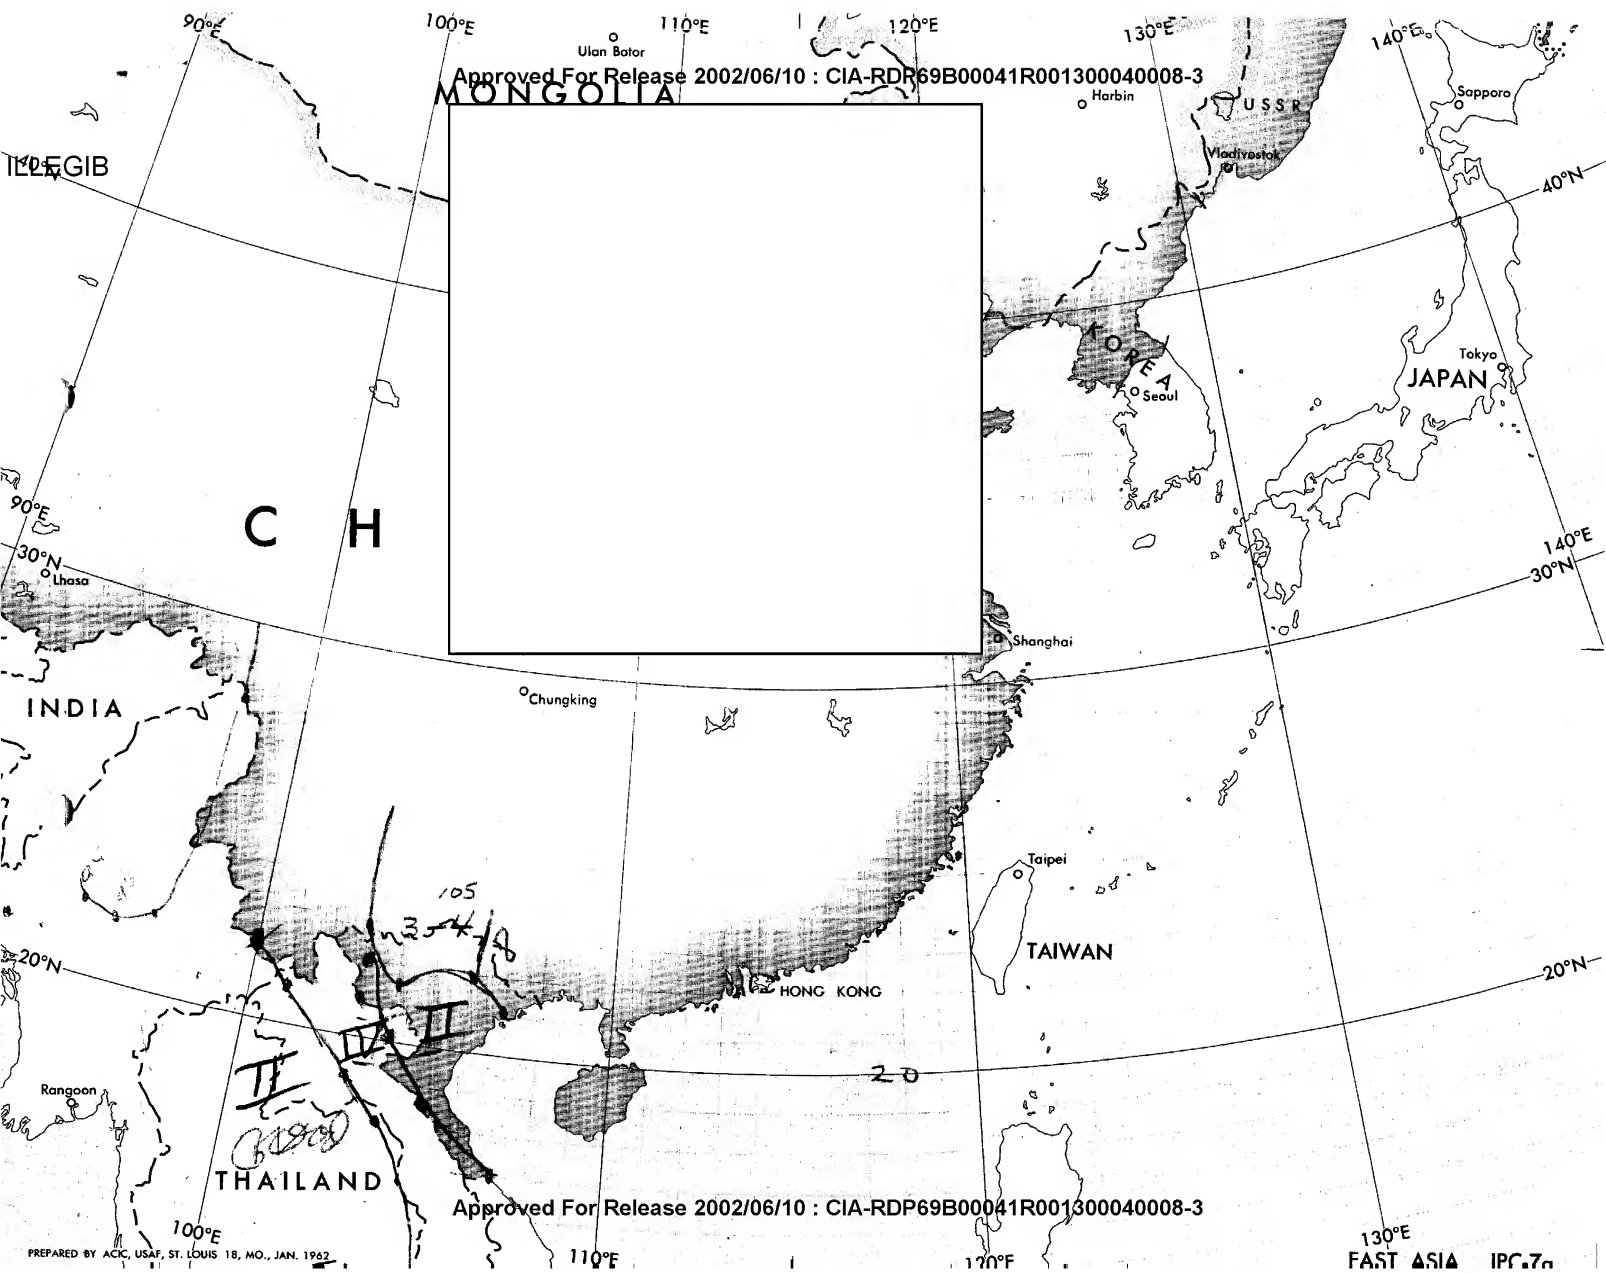 90°E
100°E
110°E
120°E
130°E
140°E
Ulan Bator
Approved For Release 2002/06/10 : CIA-RDP69B00041R001300040008-3
MONGOLIA
Harbin
USSR
Sapporo
ILLEGIB
Vladivostok
40°N
KOREA
Seoul
Tokyo
JAPAN
90°E
C H
30°N
Lhasa
140°E
30°N
Shanghai
INDIA
Chungking
Taipei
105
TAIWAN
20°N
20°N
HONG KONG
II
IV
II
20
Rangoon
THAILAND
Approved For Release 2002/06/10 : CIA-RDP69B00041R001300040008-3
100°E
110°E
120°E
130°E
PREPARED BY ACIC, USAF, ST. LOUIS 18, MO., JAN. 1962
EAST ASIA JPC-7a